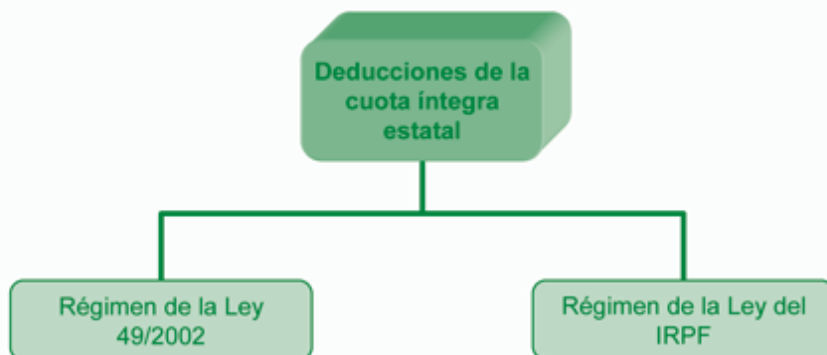 Deducciones de la
cuota íntegra
estatal
Régimen de la Ley
49/2002
Régimen de la Ley del
IRPF